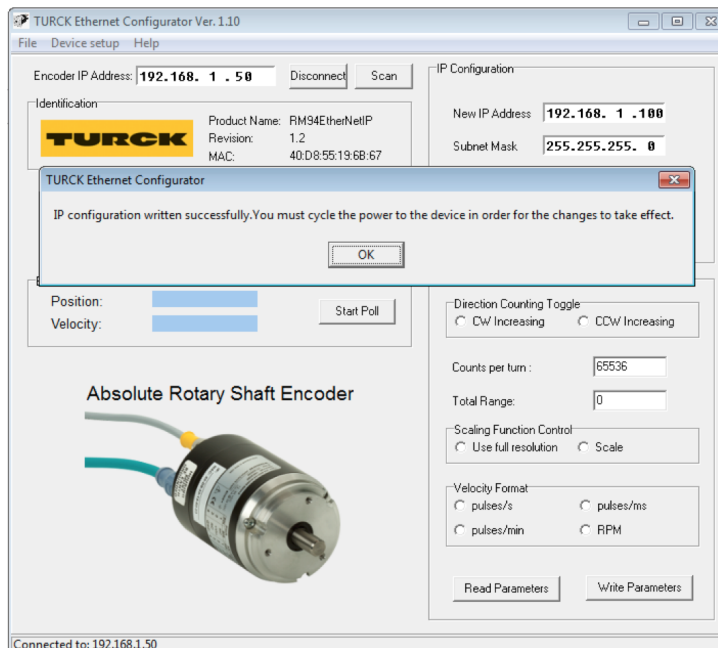 TURCK Ethernet Configurator Ver. 1.10
File Device setup Help
Encoder IP Address: 192.168. 1 .50 Disconnect Scan
Identification
TURCK
Product Name: RM94EtherNetIP
Revision: 1.2
MAC: 40:D8:55:19:6B:67
IP Configuration
New IP Address 192.168. 1 .100
Subnet Mask 255.255.255. 0
TURCK Ethernet Configurator
IP configuration written successfully.You must cycle the power to the device in order for the changes to take effect.
OK
Position:
Velocity:
Start Poll
Absolute Rotary Shaft Encoder
Direction Counting Toggle
CW Increasing CCW Increasing
Counts per turn : 65536
Total Range: 0
Scaling Function Control
Use full resolution Scale
Velocity Format
pulses/s pulses/ms
pulses/min RPM
Read Parameters Write Parameters
Connected to: 192.168.1.50